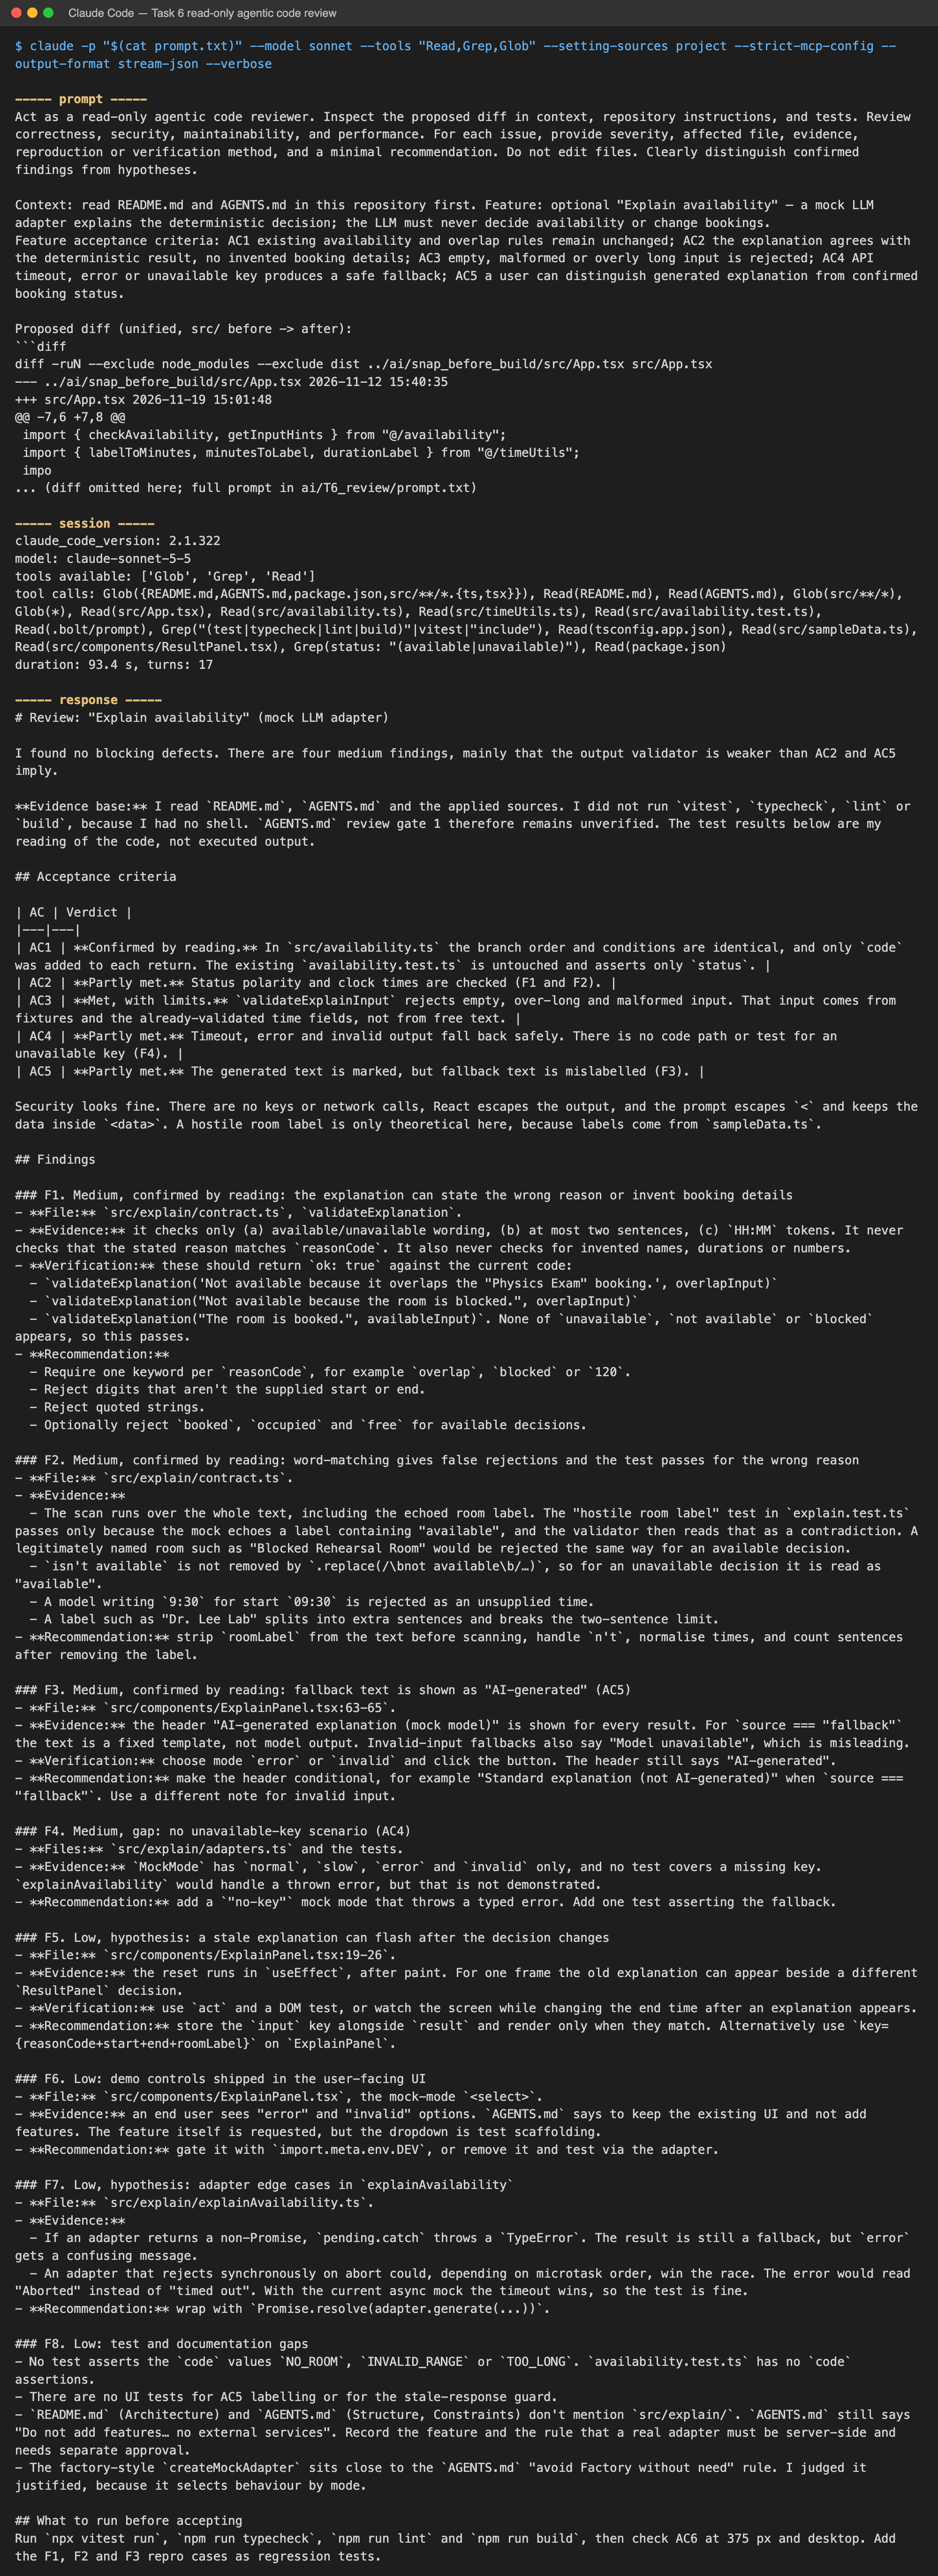 Claude Code — Task 6 read-only agentic code review
$ claude -p "$(cat prompt.txt)" --model sonnet --tools "Read,Grep,Glob" --setting-sources project --strict-mcp-config --
output-format stream-json --verbose
----- prompt -----
Act as a read-only agentic code reviewer. Inspect the proposed diff in context, repository instructions, and tests. Review
correctness, security, maintainability, and performance. For each issue, provide severity, affected file, evidence,
reproduction or verification method, and a minimal recommendation. Do not edit files. Clearly distinguish confirmed
findings from hypotheses.
Context: read README.md and AGENTS.md in this repository first. Feature: optional "Explain availability" — a mock LLM
adapter explains the deterministic decision; the LLM must never decide availability or change bookings.
Feature acceptance criteria: AC1 existing availability and overlap rules remain unchanged; AC2 the explanation agrees with
the deterministic result, no invented booking details; AC3 empty, malformed or overly long input is rejected; AC4 API
timeout, error or unavailable key produces a safe fallback; AC5 a user can distinguish generated explanation from confirmed
booking status.
Proposed diff (unified, src/ before -> after):
```diff
diff -ruN --exclude node_modules --exclude dist ../ai/snap_before_build/src/App.tsx src/App.tsx
--- ../ai/snap_before_build/src/App.tsx 2026-11-12 15:40:35
+++ src/App.tsx 2026-11-19 15:01:48
@@ -7,6 +7,8 @@
 import { checkAvailability, getInputHints } from "@/availability";
 import { labelToMinutes, minutesToLabel, durationLabel } from "@/timeUtils";
 impo
... (diff omitted here; full prompt in ai/T6_review/prompt.txt)
----- session -----
claude_code_version: 2.1.322
model: claude-sonnet-5-5
tools available: ['Glob', 'Grep', 'Read']
tool calls: Glob({README.md,AGENTS.md,package.json,src/**/*.{ts,tsx}}), Read(README.md), Read(AGENTS.md), Glob(src/**/*),
Glob(*), Read(src/App.tsx), Read(src/availability.ts), Read(src/timeUtils.ts), Read(src/availability.test.ts),
Read(.bolt/prompt), Grep("(test|typecheck|lint|build)"|vitest|"include"), Read(tsconfig.app.json), Read(src/sampleData.ts),
Read(src/components/ResultPanel.tsx), Grep(status: "(available|unavailable)"), Read(package.json)
duration: 93.4 s, turns: 17
----- response -----
# Review: "Explain availability" (mock LLM adapter)
I found no blocking defects. There are four medium findings, mainly that the output validator is weaker than AC2 and AC5
imply.
**Evidence base:** I read `README.md`, `AGENTS.md` and the applied sources. I did not run `vitest`, `typecheck`, `lint` or
`build`, because I had no shell. `AGENTS.md` review gate 1 therefore remains unverified. The test results below are my
reading of the code, not executed output.
## Acceptance criteria
| AC | Verdict |
|---|---|
| AC1 | **Confirmed by reading.** In `src/availability.ts` the branch order and conditions are identical, and only `code`
was added to each return. The existing `availability.test.ts` is untouched and asserts only `status`. |
| AC2 | **Partly met.** Status polarity and clock times are checked (F1 and F2). |
| AC3 | **Met, with limits.** `validateExplainInput` rejects empty, over-long and malformed input. That input comes from
fixtures and the already-validated time fields, not from free text. |
| AC4 | **Partly met.** Timeout, error and invalid output fall back safely. There is no code path or test for an
unavailable key (F4). |
| AC5 | **Partly met.** The generated text is marked, but fallback text is mislabelled (F3). |
Security looks fine. There are no keys or network calls, React escapes the output, and the prompt escapes `<` and keeps the
data inside `<data>`. A hostile room label is only theoretical here, because labels come from `sampleData.ts`.
## Findings
### F1. Medium, confirmed by reading: the explanation can state the wrong reason or invent booking details
- **File:** `src/explain/contract.ts`, `validateExplanation`.
- **Evidence:** it checks only (a) available/unavailable wording, (b) at most two sentences, (c) `HH:MM` tokens. It never
checks that the stated reason matches `reasonCode`. It also never checks for invented names, durations or numbers.
- **Verification:** these should return `ok: true` against the current code:
  - `validateExplanation('Not available because it overlaps the "Physics Exam" booking.', overlapInput)`
  - `validateExplanation("Not available because the room is blocked.", overlapInput)`
  - `validateExplanation("The room is booked.", availableInput)`. None of `unavailable`, `not available` or `blocked`
appears, so this passes.
- **Recommendation:**
  - Require one keyword per `reasonCode`, for example `overlap`, `blocked` or `120`.
  - Reject digits that aren't the supplied start or end.
  - Reject quoted strings.
  - Optionally reject `booked`, `occupied` and `free` for available decisions.
### F2. Medium, confirmed by reading: word-matching gives false rejections and the test passes for the wrong reason
- **File:** `src/explain/contract.ts`.
- **Evidence:**
  - The scan runs over the whole text, including the echoed room label. The "hostile room label" test in `explain.test.ts`
passes only because the mock echoes a label containing "available", and the validator then reads that as a contradiction. A
legitimately named room such as "Blocked Rehearsal Room" would be rejected the same way for an available decision.
  - `isn't available` is not removed by `.replace(/\bnot available\b/…)`, so for an unavailable decision it is read as
"available".
  - A model writing `9:30` for start `09:30` is rejected as an unsupplied time.
  - A label such as "Dr. Lee Lab" splits into extra sentences and breaks the two-sentence limit.
- **Recommendation:** strip `roomLabel` from the text before scanning, handle `n't`, normalise times, and count sentences
after removing the label.
### F3. Medium, confirmed by reading: fallback text is shown as "AI-generated" (AC5)
- **File:** `src/components/ExplainPanel.tsx:63-65`.
- **Evidence:** the header "AI-generated explanation (mock model)" is shown for every result. For `source === "fallback"`
the text is a fixed template, not model output. Invalid-input fallbacks also say "Model unavailable", which is misleading.
- **Verification:** choose mode `error` or `invalid` and click the button. The header still says "AI-generated".
- **Recommendation:** make the header conditional, for example "Standard explanation (not AI-generated)" when `source ===
"fallback"`. Use a different note for invalid input.
### F4. Medium, gap: no unavailable-key scenario (AC4)
- **Files:** `src/explain/adapters.ts` and the tests.
- **Evidence:** `MockMode` has `normal`, `slow`, `error` and `invalid` only, and no test covers a missing key.
`explainAvailability` would handle a thrown error, but that is not demonstrated.
- **Recommendation:** add a `"no-key"` mock mode that throws a typed error. Add one test asserting the fallback.
### F5. Low, hypothesis: a stale explanation can flash after the decision changes
- **File:** `src/components/ExplainPanel.tsx:19-26`.
- **Evidence:** the reset runs in `useEffect`, after paint. For one frame the old explanation can appear beside a different
`ResultPanel` decision.
- **Verification:** use `act` and a DOM test, or watch the screen while changing the end time after an explanation appears.
- **Recommendation:** store the `input` key alongside `result` and render only when they match. Alternatively use `key=
{reasonCode+start+end+roomLabel}` on `ExplainPanel`.
### F6. Low: demo controls shipped in the user-facing UI
- **File:** `src/components/ExplainPanel.tsx`, the mock-mode `<select>`.
- **Evidence:** an end user sees "error" and "invalid" options. `AGENTS.md` says to keep the existing UI and not add
features. The feature itself is requested, but the dropdown is test scaffolding.
- **Recommendation:** gate it with `import.meta.env.DEV`, or remove it and test via the adapter.
### F7. Low, hypothesis: adapter edge cases in `explainAvailability`
- **File:** `src/explain/explainAvailability.ts`.
- **Evidence:**
  - If an adapter returns a non-Promise, `pending.catch` throws a `TypeError`. The result is still a fallback, but `error`
gets a confusing message.
  - An adapter that rejects synchronously on abort could, depending on microtask order, win the race. The error would read
"Aborted" instead of "timed out". With the current async mock the timeout wins, so the test is fine.
- **Recommendation:** wrap with `Promise.resolve(adapter.generate(...))`.
### F8. Low: test and documentation gaps
- No test asserts the `code` values `NO_ROOM`, `INVALID_RANGE` or `TOO_LONG`. `availability.test.ts` has no `code`
assertions.
- There are no UI tests for AC5 labelling or for the stale-response guard.
- `README.md` (Architecture) and `AGENTS.md` (Structure, Constraints) don't mention `src/explain/`. `AGENTS.md` still says
"Do not add features… no external services". Record the feature and the rule that a real adapter must be server-side and
needs separate approval.
- The factory-style `createMockAdapter` sits close to the `AGENTS.md` "avoid Factory without need" rule. I judged it
justified, because it selects behaviour by mode.
## What to run before accepting
Run `npx vitest run`, `npm run typecheck`, `npm run lint` and `npm run build`, then check AC6 at 375 px and desktop. Add
the F1, F2 and F3 repro cases as regression tests.